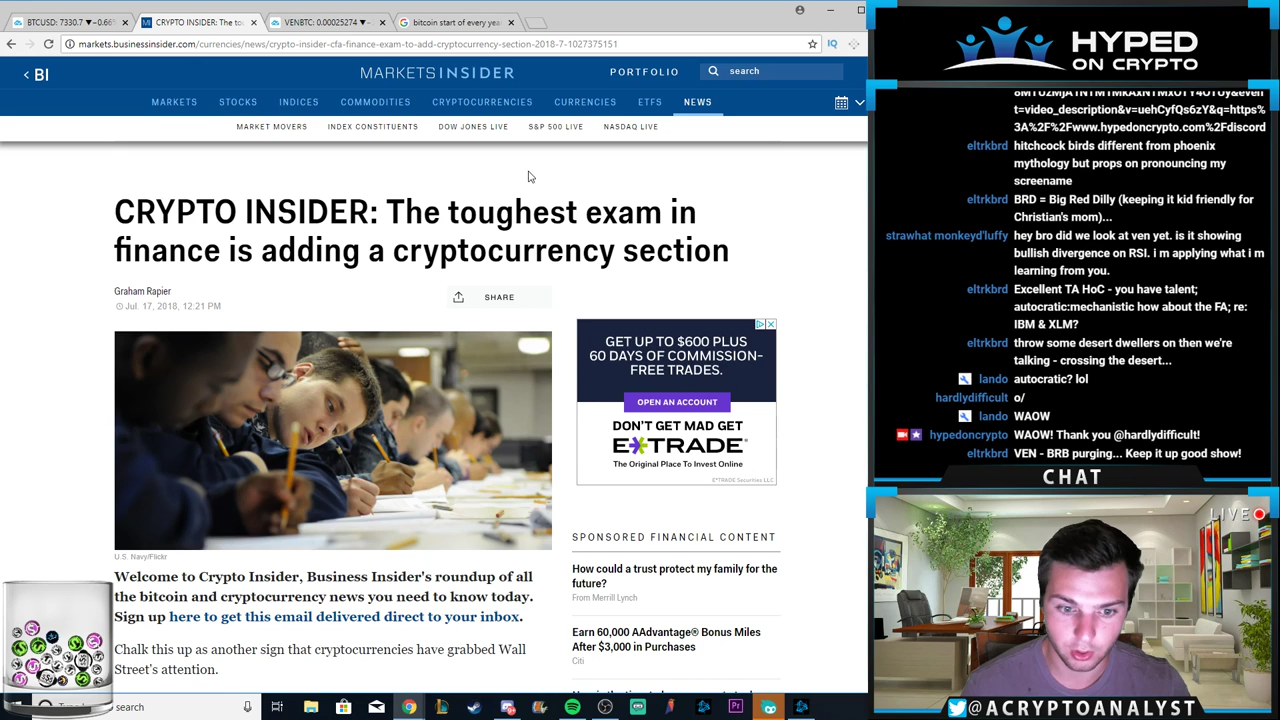 BTCUSD: 7330.7 ▼ -0.66%
CRYPTO INSIDER: The tou
VENBTC: 0.00025274 ▼ -
bitcoin start of every yea
markets.businessinsider.com/currencies/news/crypto-insider-cfa-finance-exam-to-add-cryptocurrency-section-2018-7-1027375151
IQ
< BI
MARKETS INSIDER
PORTFOLIO
search
MARKETS STOCKS INDICES COMMODITIES CRYPTOCURRENCIES CURRENCIES ETFS NEWS
MARKET MOVERS INDEX CONSTITUENTS DOW JONES LIVE S&P 500 LIVE NASDAQ LIVE
CRYPTO INSIDER: The toughest exam in
finance is adding a cryptocurrency section
Graham Rapier
Jul. 17, 2018, 12:21 PM
SHARE
U.S. Navy/Flickr
Welcome to Crypto Insider, Business Insider's roundup of all
the bitcoin and cryptocurrency news you need to know today.
Sign up here to get this email delivered direct to your inbox.
Chalk this up as another sign that cryptocurrencies have grabbed Wall
Street's attention.
GET UP TO $600 PLUS
60 DAYS OF COMMISSION-
FREE TRADES.
OPEN AN ACCOUNT
DON'T GET MAD GET
E*TRADE®
The Original Place To Invest Online
E*TRADE Securities LLC
SPONSORED FINANCIAL CONTENT
How could a trust protect my family for the
future?
From Merrill Lynch
Earn 60,000 AAdvantage® Bonus Miles
After $3,000 in Purchases
Citi
search
HYPED
ON CRYPTO
t=video_description&v=uehCyfQs6zY&q=https%
3A%2F%2Fwww.hypedoncrypto.com%2Fdiscord
eltrkbrd hitchcock birds different from phoenix
mythology but props on pronouncing my
screename
eltrkbrd BRD = Big Red Dilly (keeping it kid friendly for
Christian's mom)...
strawhat monkeyd'luffy hey bro did we look at ven yet. is it showing
bullish divergence on RSI. i m applying what i m
learning from you.
eltrkbrd Excellent TA HoC - you have talent;
autocratic:mechanistic how about the FA; re:
IBM & XLM?
eltrkbrd throw some desert dwellers on then we're
talking - crossing the desert...
lando autocratic? lol
hardlydifficult o/
lando WAOW
hypedoncrypto WAOW! Thank you @hardlydifficult!
eltrkbrd VEN - BRB purging... Keep it up good show!
CHAT
LIVE
@ACRYPTOANALYST